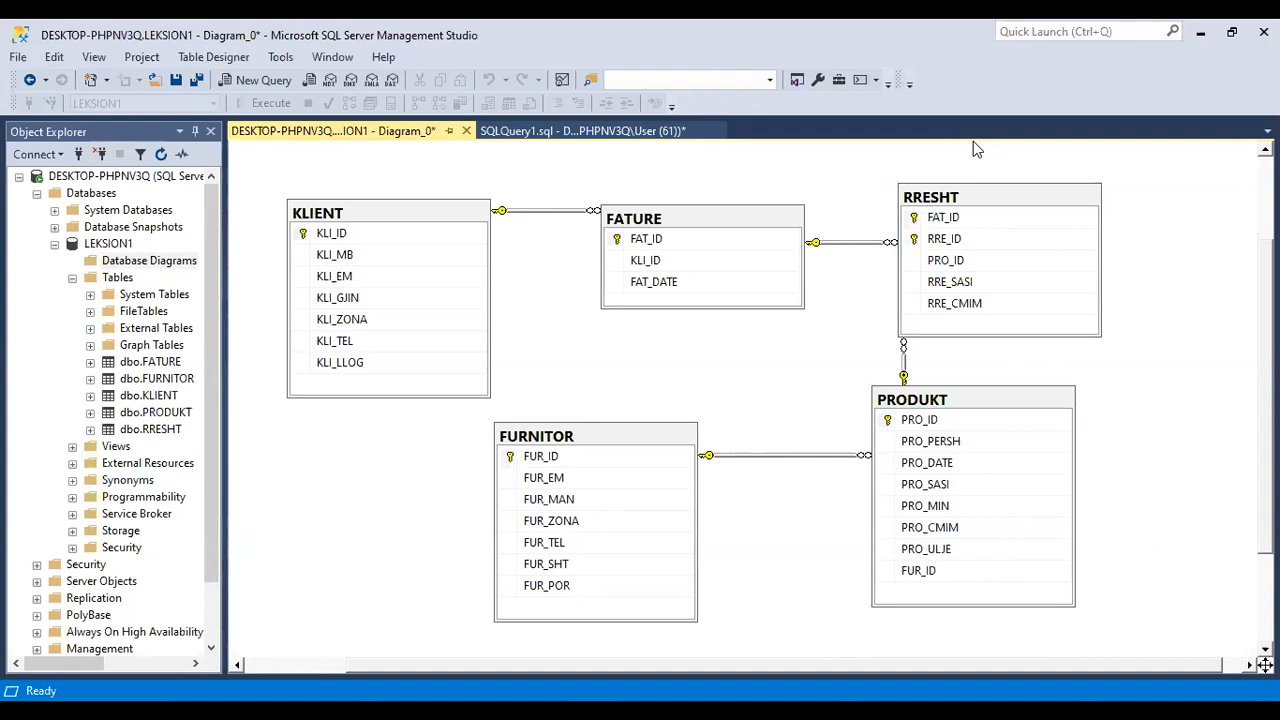 DESKTOP-PHPNV3Q.LEKSION1 - Diagram_0* - Microsoft SQL Server Management Studio
Quick Launch (Ctrl+Q)
File Edit View Project Table Designer Tools Window Help
New Query
MDX DMX XMLA DAX
LEKSION1
Execute
Object Explorer
DESKTOP-PHPNV3Q....ION1 - Diagram_0*
SQLQuery1.sql - D...PHPNV3Q\User (61))*
Connect
DESKTOP-PHPNV3Q (SQL Serve
Databases
System Databases
Database Snapshots
LEKSION1
Database Diagrams
Tables
System Tables
FileTables
External Tables
Graph Tables
dbo.FATURE
dbo.FURNITOR
dbo.KLIENT
dbo.PRODUKT
dbo.RRESHT
Views
External Resources
Synonyms
Programmability
Service Broker
Storage
Security
Security
Server Objects
Replication
PolyBase
Always On High Availability
Management
KLIENT
KLI_ID
KLI_MB
KLI_EM
KLI_GJIN
KLI_ZONA
KLI_TEL
KLI_LLOG
FATURE
FAT_ID
KLI_ID
FAT_DATE
RRESHT
FAT_ID
RRE_ID
PRO_ID
RRE_SASI
RRE_CMIM
FURNITOR
FUR_ID
FUR_EM
FUR_MAN
FUR_ZONA
FUR_TEL
FUR_SHT
FUR_POR
PRODUKT
PRO_ID
PRO_PERSH
PRO_DATE
PRO_SASI
PRO_MIN
PRO_CMIM
PRO_ULJE
FUR_ID
Ready